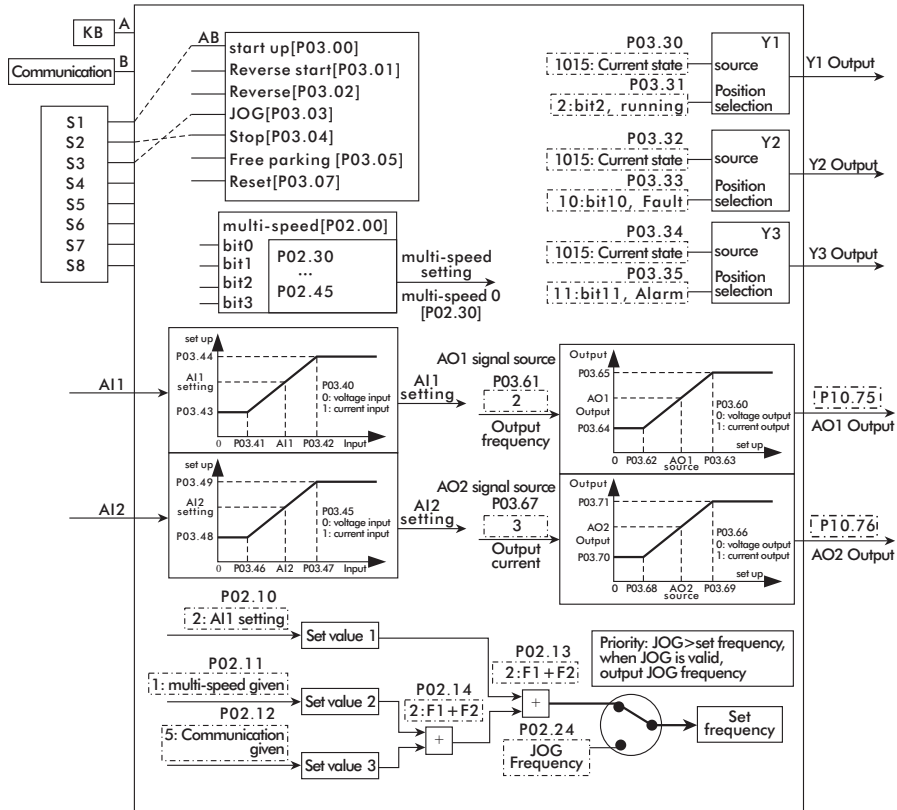 KB
A
Communication
B
S1
S2
S3
S4
S5
S6
S7
S8
AB
start up[P03.00]
Reverse start[P03.01]
Reverse[P03.02]
JOG[P03.03]
Stop[P03.04]
Free parking [P03.05]
Reset[P03.07]
multi-speed[P02.00]
bit0
bit1
bit2
bit3
P02.30
...
P02.45
multi-speed
setting
multi-speed 0
[P02.30]
P03.30
1015: Current state
P03.31
2:bit2, running
Y1
source
Position
selection
Y1 Output
P03.32
1015: Current state
P03.33
10:bit10, Fault
Y2
source
Position
selection
Y2 Output
P03.34
1015: Current state
P03.35
11:bit11, Alarm
Y3
source
Position
selection
Y3 Output
AI1
set up
P03.44
AI1
setting
P03.43
P03.40
0: voltage input
1: current input
0 P03.41 AI1 P03.42 Input
AI1
setting
AO1 signal source
P03.61
2
Output
frequency
Output
P03.65
AO1
Output
P03.64
P03.60
0: voltage output
1: current output
set up
0 P03.62 AO1 P03.63
source
P10.75
AO1 Output
AI2
set up
P03.49
AI2
setting
P03.48
P03.45
0: voltage input
1: current input
0 P03.46 AI2 P03.47 Input
AI2
setting
AO2 signal source
P03.67
3
Output
current
Output
P03.71
AO2
Output
P03.70
P03.66
0: voltage output
1: current output
set up
0 P03.68 AO2 P03.69
source
P10.76
AO2 Output
P02.10
2: AI1 setting
Set value 1
P02.11
1: multi-speed given
Set value 2
P02.12
5: Communication
given
Set value 3
P02.14
2:F1+F2
+
P02.13
2:F1+F2
+
P02.24
JOG
Frequency
Priority: JOG>set frequency,
when JOG is valid,
output JOG frequency
Set
frequency